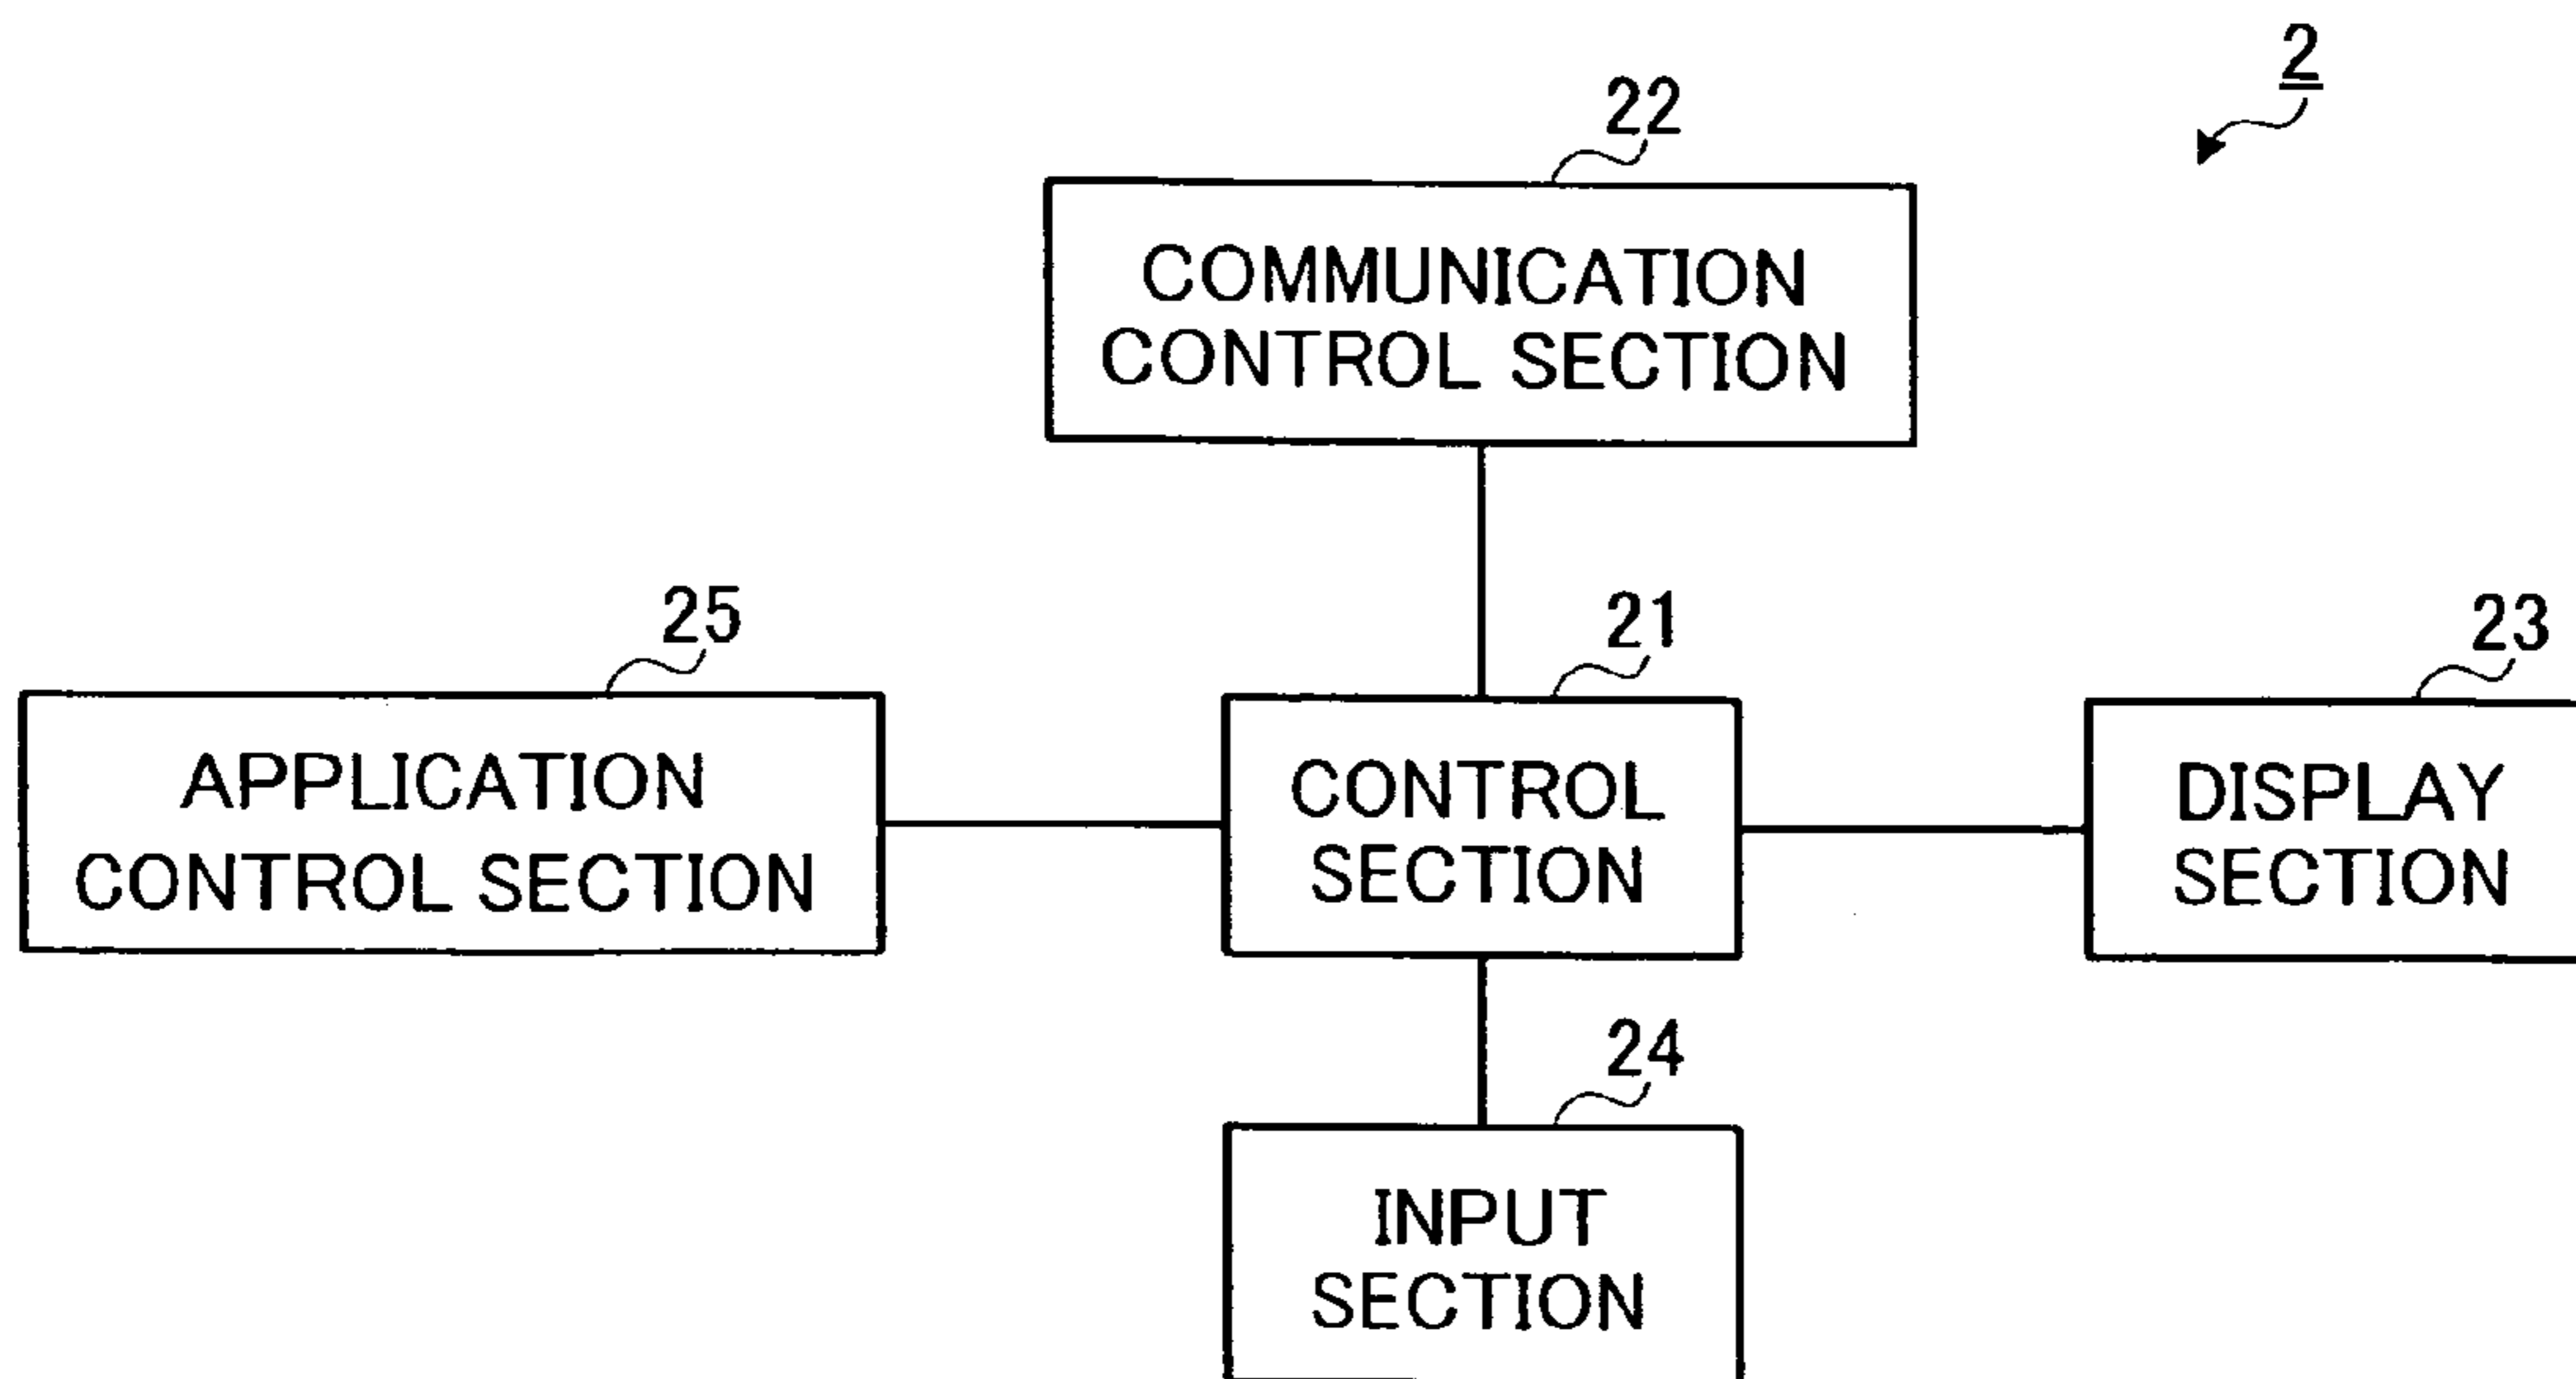 2
22
COMMUNICATION
CONTROL SECTION
25
APPLICATION
CONTROL SECTION
21
CONTROL
SECTION
23
DISPLAY
SECTION
24
INPUT
SECTION